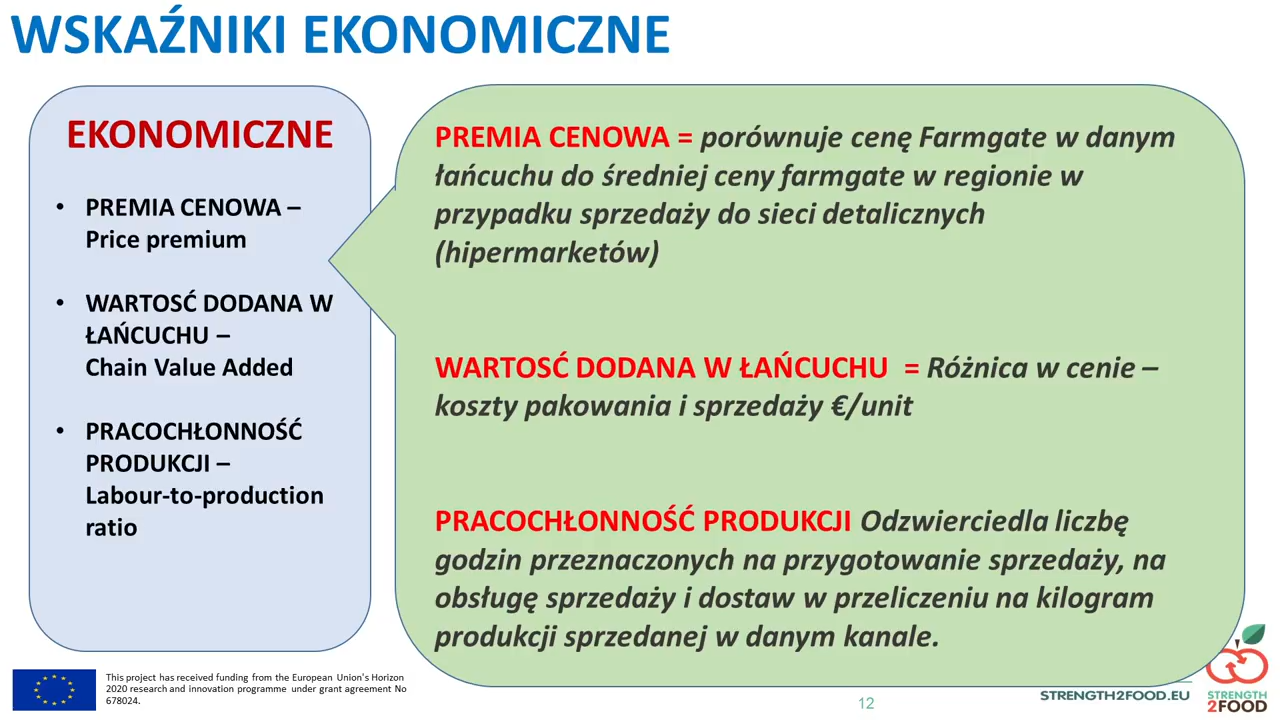 WSKAŹNIKI EKONOMICZNE
EKONOMICZNE
• PREMIA CENOWA –
Price premium
• WARTOSĆ DODANA W
ŁAŃCUCHU –
Chain Value Added
• PRACOCHŁONNOŚĆ
PRODUKCJI –
Labour-to-production
ratio
PREMIA CENOWA = porównuje cenę Farmgate w danym
łańcuchu do średniej ceny farmgate w regionie w
przypadku sprzedaży do sieci detalicznych
(hipermarketów)
WARTOSĆ DODANA W ŁAŃCUCHU = Różnica w cenie –
koszty pakowania i sprzedaży €/unit
PRACOCHŁONNOŚĆ PRODUKCJI Odzwierciedla liczbę
godzin przeznaczonych na przygotowanie sprzedaży, na
obsługę sprzedaży i dostaw w przeliczeniu na kilogram
produkcji sprzedanej w danym kanale.
This project has received funding from the European Union's Horizon
2020 research and innovation programme under grant agreement No
678024.
12
STRENGTH2FOOD.EU
STRENGTH
2FOOD